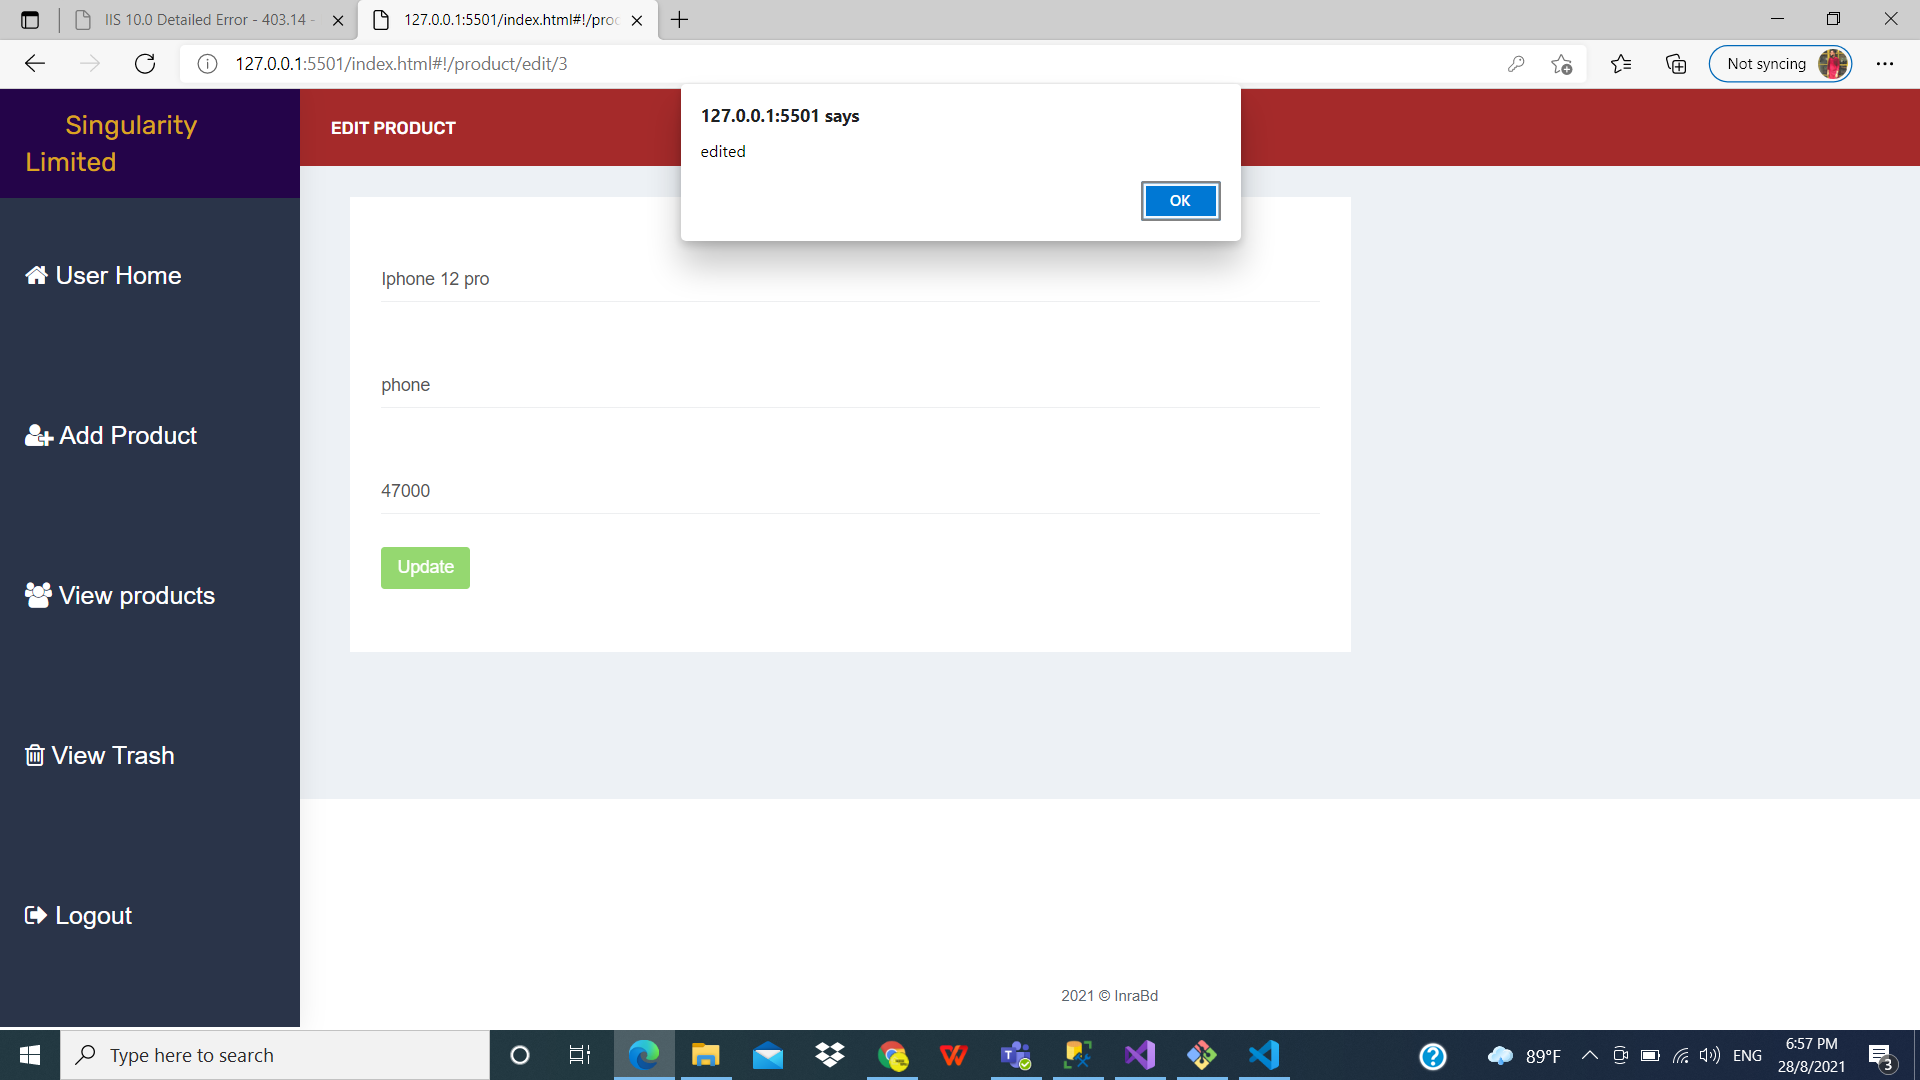 IIS 10.0 Detailed Error - 403.14 -
127.0.0.1:5501/index.html#!/pro
127.0.0.1:5501/index.html#!/product/edit/3
Not syncing
Singularity
Limited
EDIT PRODUCT
127.0.0.1:5501 says
edited
OK
User Home
Add Product
View products
View Trash
Logout
Iphone 12 pro
phone
47000
Update
2021 © InraBd
Type here to search
89°F
ENG
6:57 PM
28/8/2021
3